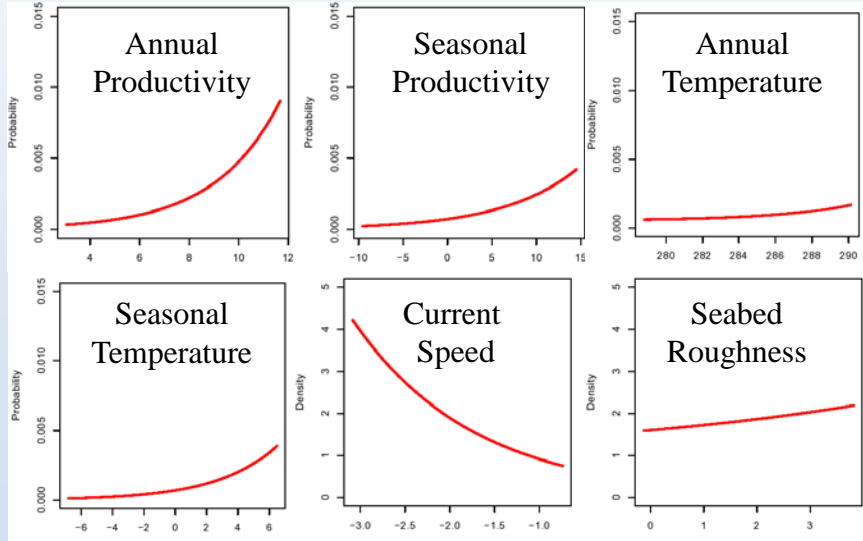 Annual
Productivity
Probability
0.000 0.005 0.010 0.015
4 6 8 10 12
Seasonal
Productivity
Probability
0.000 0.005 0.010 0.015
−10 −5 0 5 10 15
Annual
Temperature
Probability
0.000 0.005 0.010 0.015
280 282 284 286 288 290
Seasonal
Temperature
Probability
0.000 0.005 0.010 0.015
−6 −4 −2 0 2 4 6
Current
Speed
Density
0 1 2 3 4 5
−3.0 −2.5 −2.0 −1.5 −1.0
Seabed
Roughness
Density
0 1 2 3 4 5
0 1 2 3